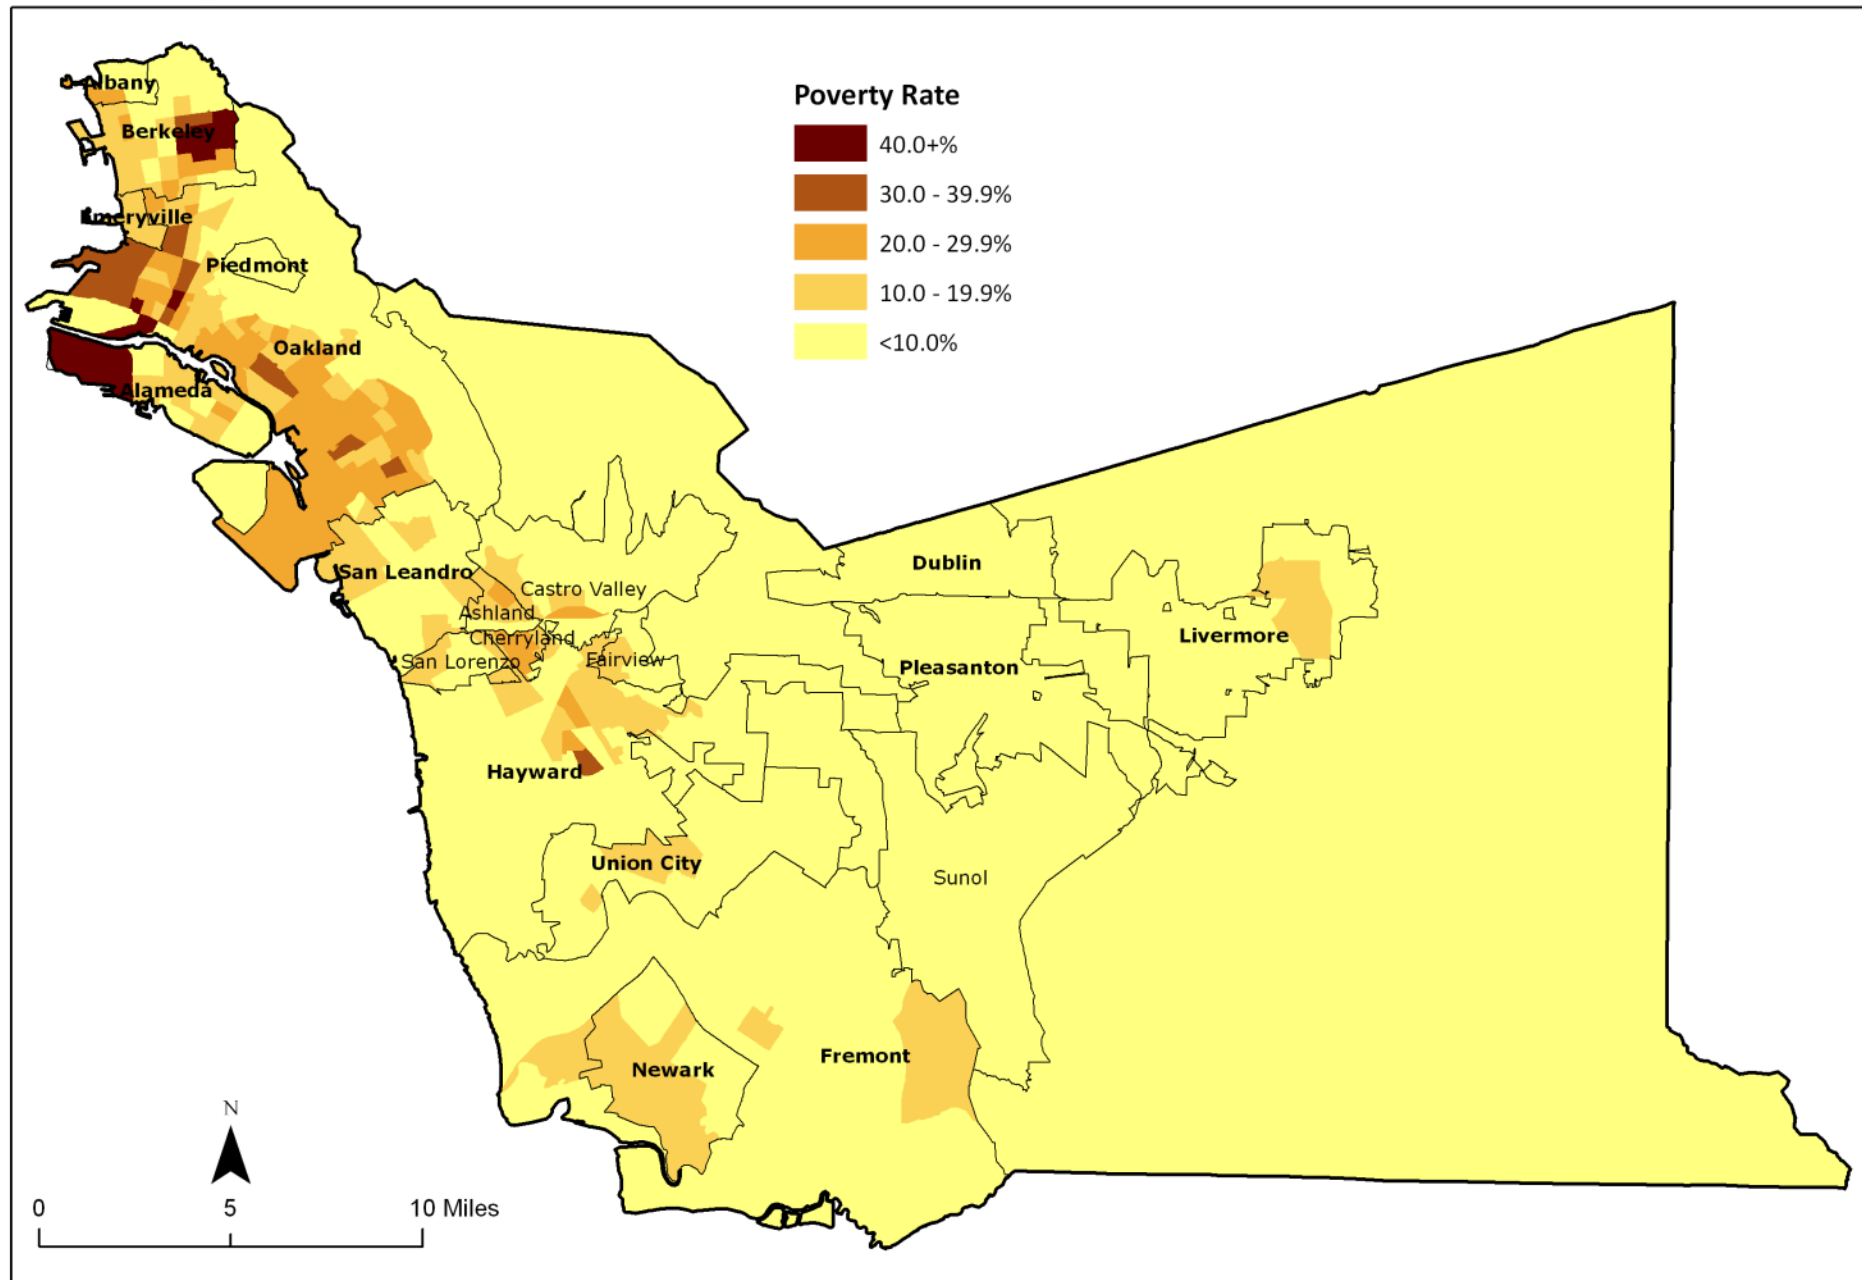 Poverty Rate
40.0+%
30.0 - 39.9%
20.0 - 29.9%
10.0 - 19.9%
<10.0%
Albany
Berkeley
Emeryville
Piedmont
Oakland
Alameda
San Leandro
Castro Valley
Ashland
Cherryland
San Lorenzo
Fairview
Dublin
Livermore
Pleasanton
Hayward
Union City
Sunol
Fremont
Newark
N
0 5 10 Miles